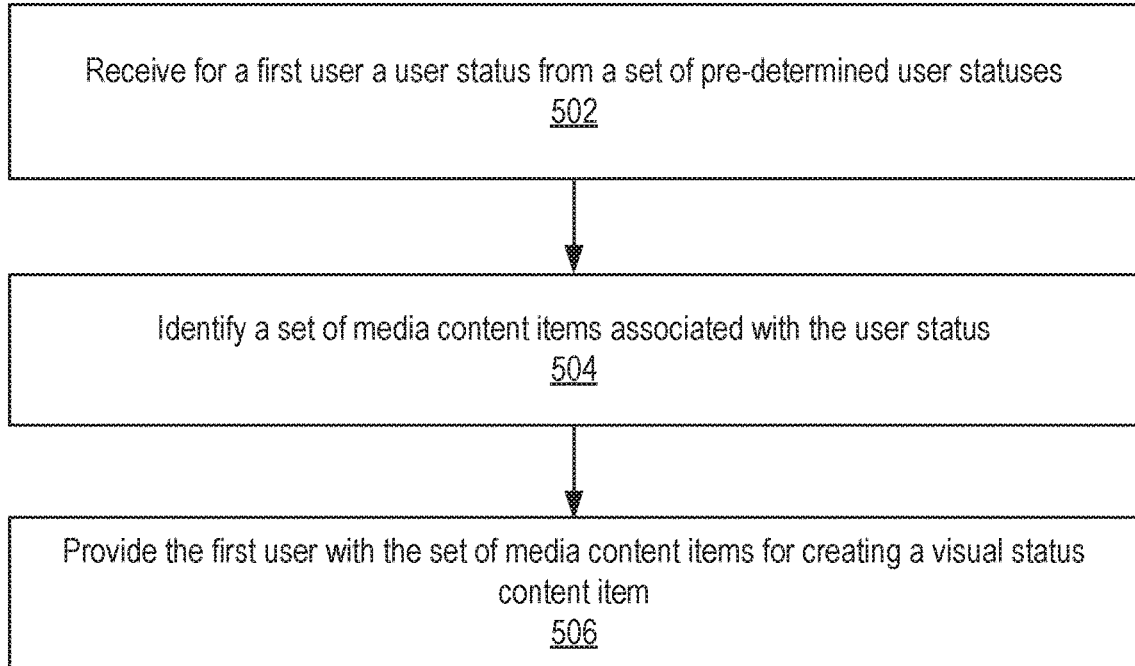 Receive for a first user a user status from a set of pre-determined user statuses
502
Identify a set of media content items associated with the user status
504
Provide the first user with the set of media content items for creating a visual status
content item
506